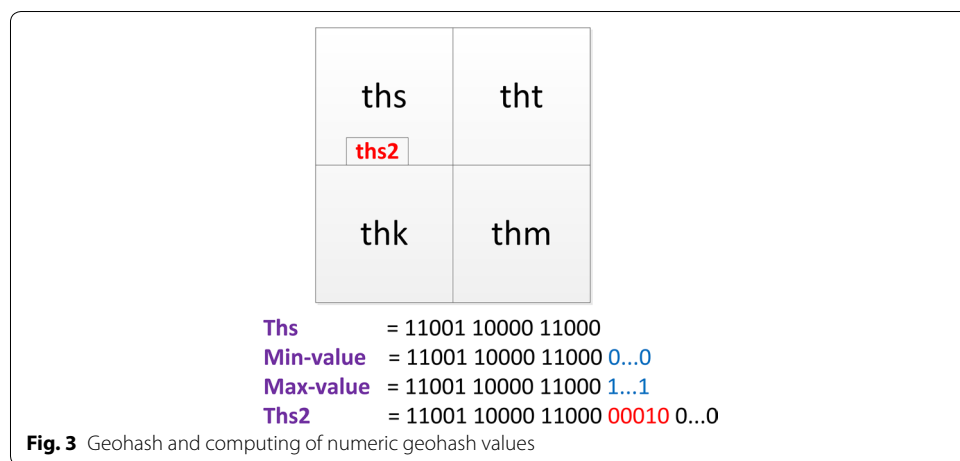 ths tht
ths2
thk thm
Ths = 11001 10000 11000
Min-value = 11001 10000 11000 0...0
Max-value = 11001 10000 11000 1...1
Ths2 = 11001 10000 11000 00010 0...0
Fig. 3 Geohash and computing of numeric geohash values